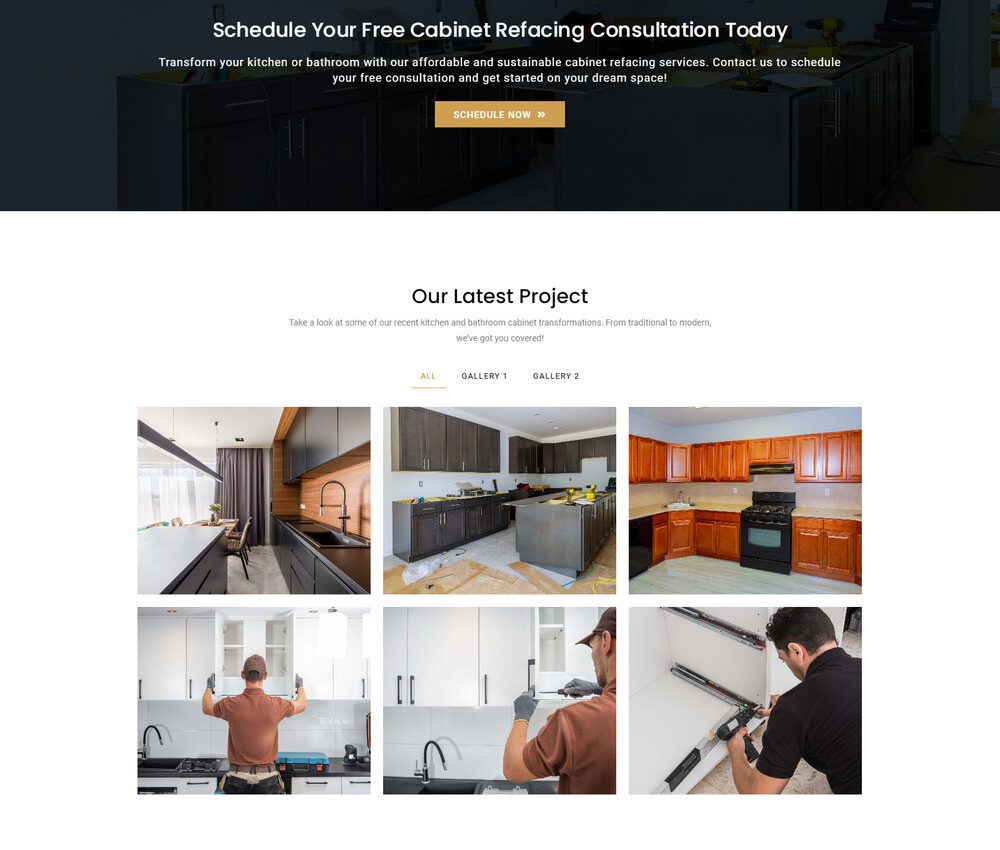 Schedule Your Free Cabinet Refacing Consultation Today
Transform your kitchen or bathroom with our affordable and sustainable cabinet refacing services. Contact us to schedule
your free consultation and get started on your dream space!
SCHEDULE NOW »
Our Latest Project
Take a look at some of our recent kitchen and bathroom cabinet transformations. From traditional to modern,
we've got you covered!
ALL GALLERY 1 GALLERY 2